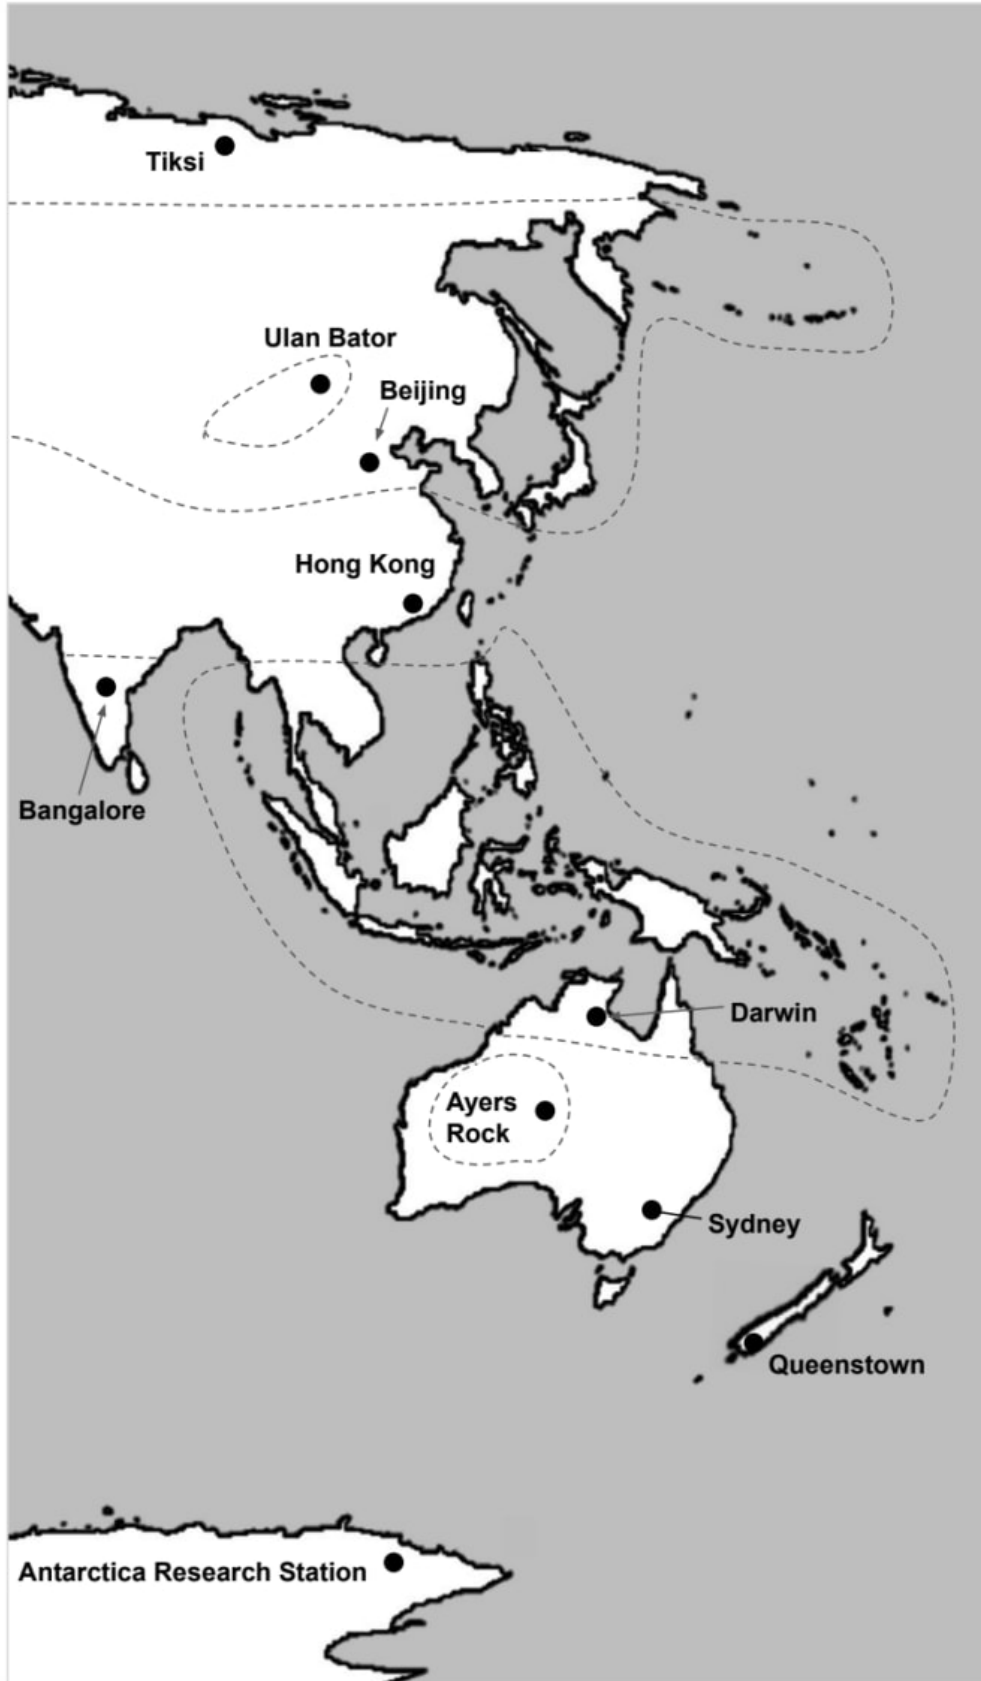 Tiksi
Ulan Bator
Beijing
Hong Kong
Bangalore
Darwin
Ayers
Rock
Sydney
Queenstown
Antarctica Research Station